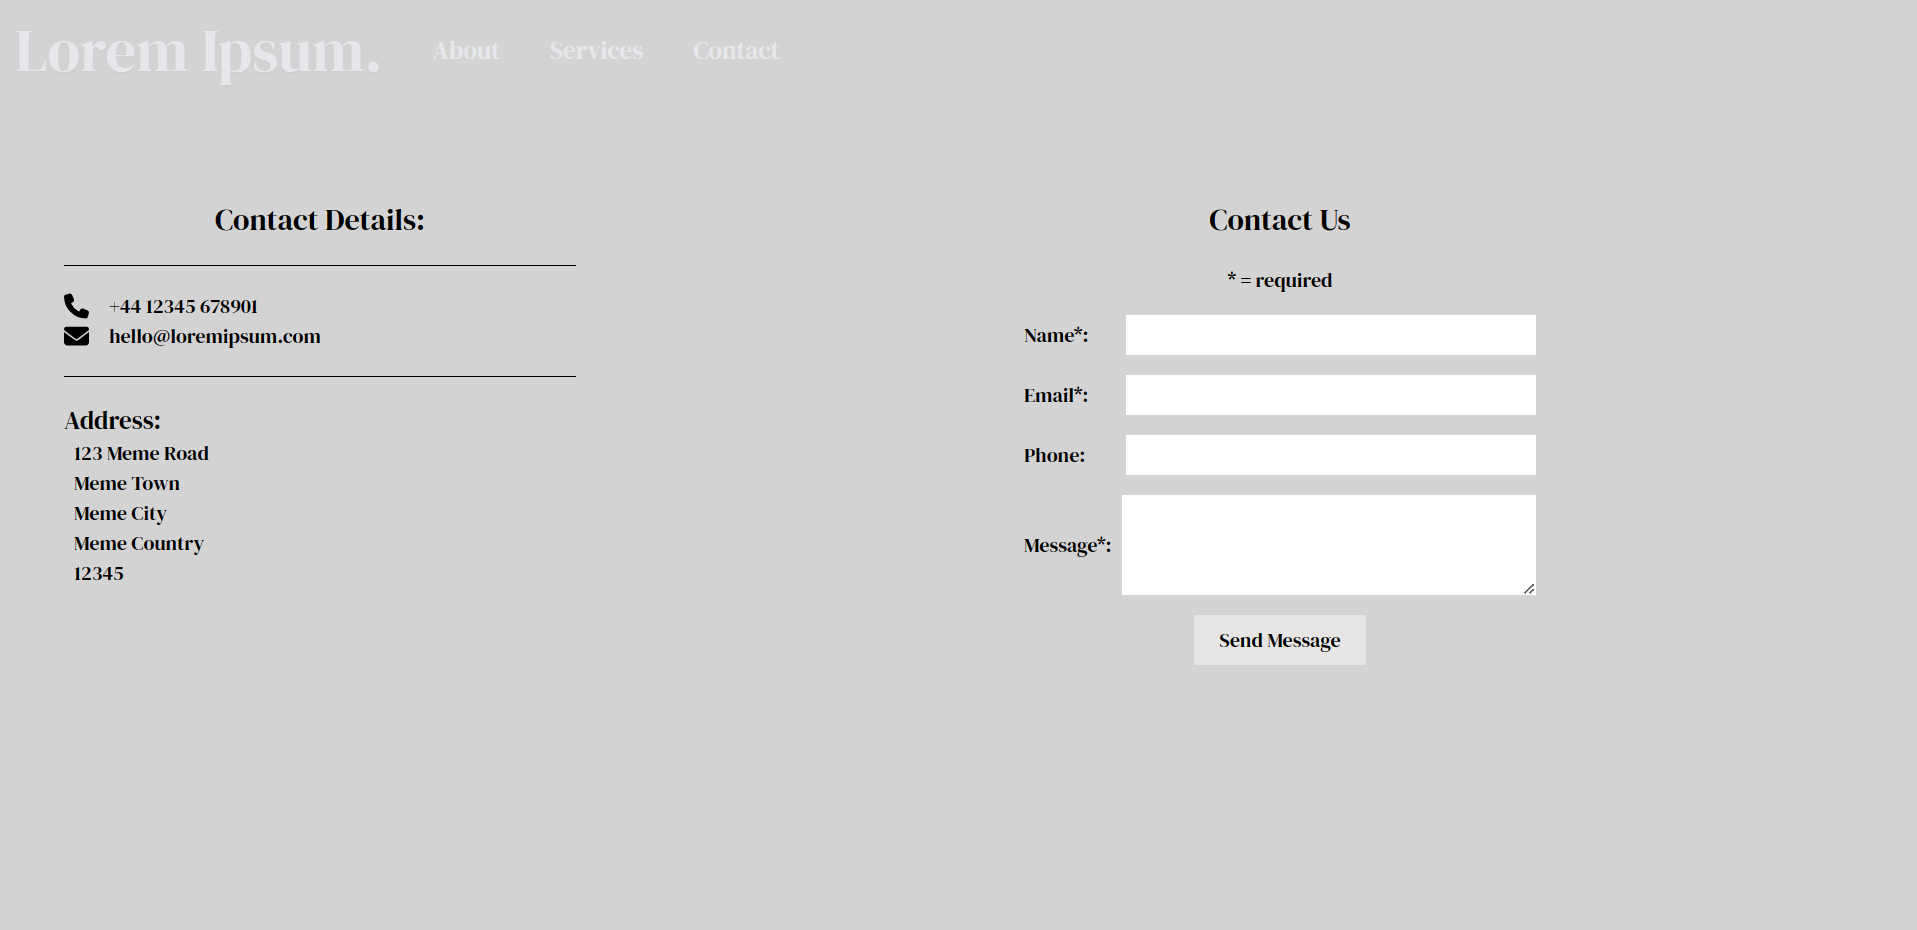 Lorem Ipsum.
About
Services
Contact
Contact Details:
+44 12345 678901
hello@loremipsum.com
Address:
123 Meme Road
Meme Town
Meme City
Meme Country
12345
Contact Us
* = required
Name*:
Email*:
Phone:
Message*:
Send Message